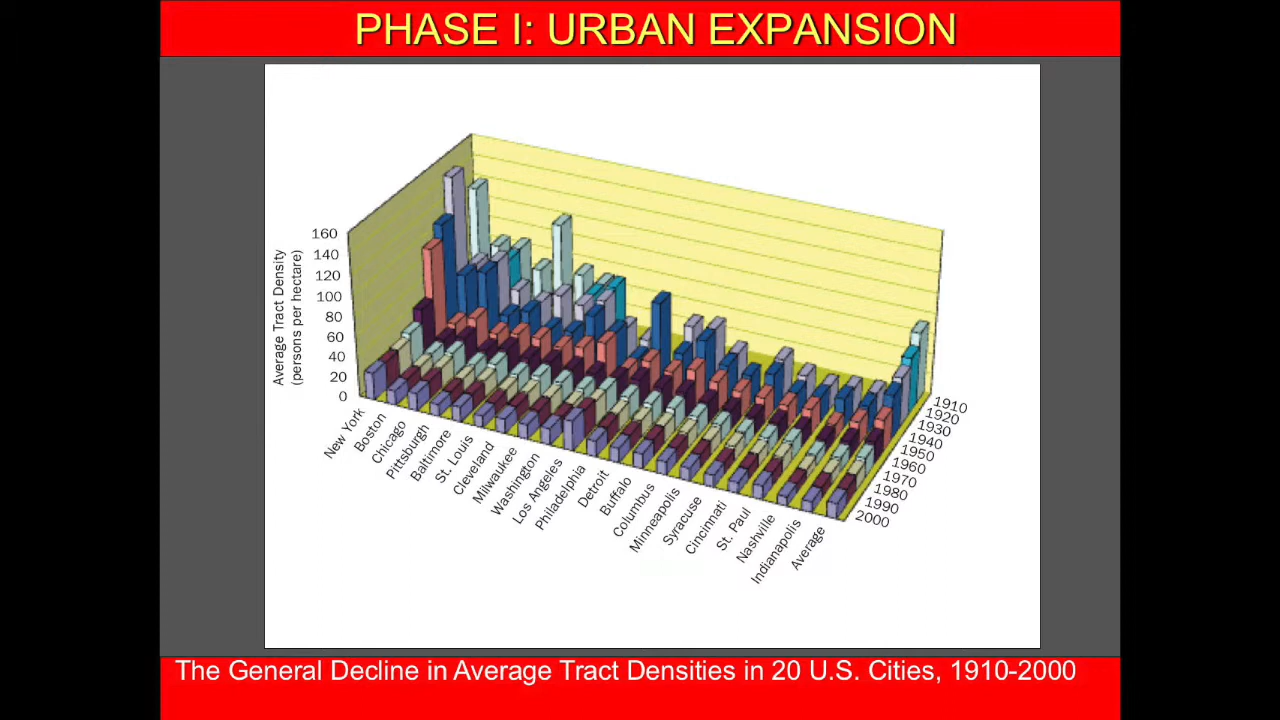 PHASE I: URBAN EXPANSION
Average Tract Density
(persons per hectare)
160
140
120
100
80
60
40
20
0
New York
Boston
Chicago
Pittsburgh
Baltimore
St. Louis
Cleveland
Milwaukee
Washington
Los Angeles
Philadelphia
Detroit
Buffalo
Columbus
Minneapolis
Syracuse
Cincinnati
St. Paul
Nashville
Indianapolis
Average
1910
1920
1930
1940
1950
1960
1970
1980
1990
2000
The General Decline in Average Tract Densities in 20 U.S. Cities, 1910-2000